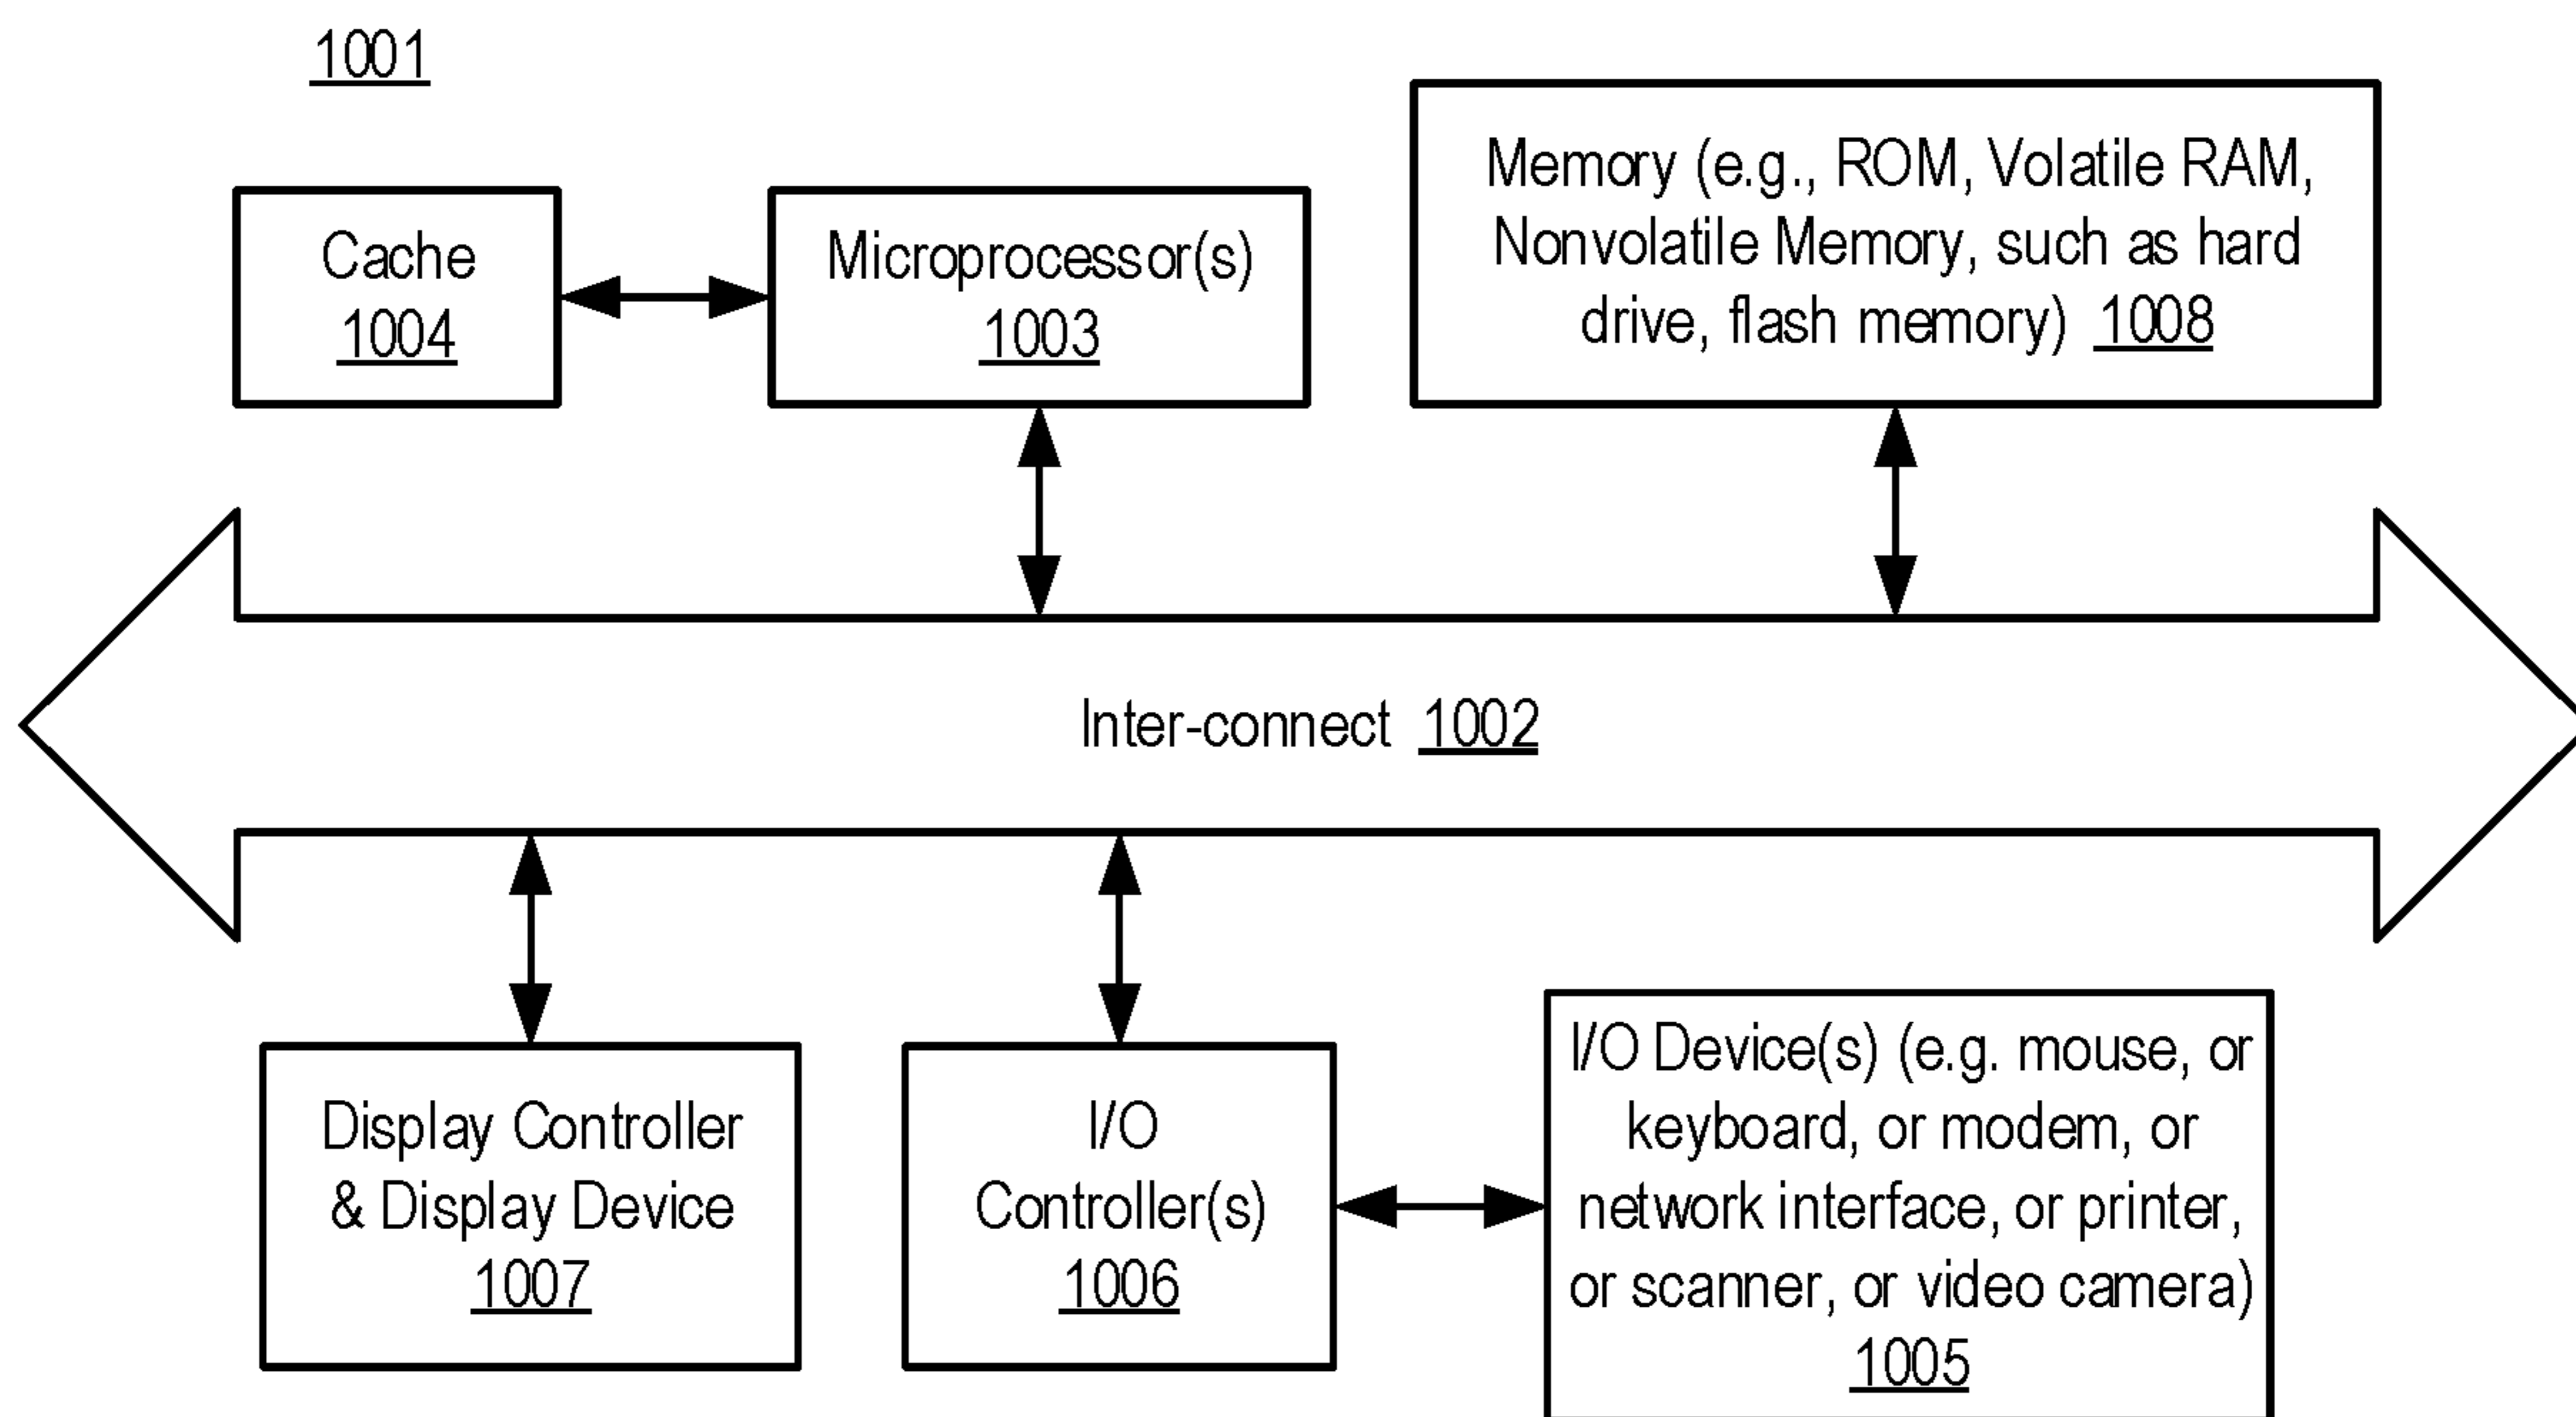 1001
Cache
1004
Microprocessor(s)
1003
Memory (e.g., ROM, Volatile RAM,
Nonvolatile Memory, such as hard
drive, flash memory) 1008
Inter-connect 1002
Display Controller
& Display Device
1007
I/O
Controller(s)
1006
I/O Device(s) (e.g. mouse, or
keyboard, or modem, or
network interface, or printer,
or scanner, or video camera)
1005